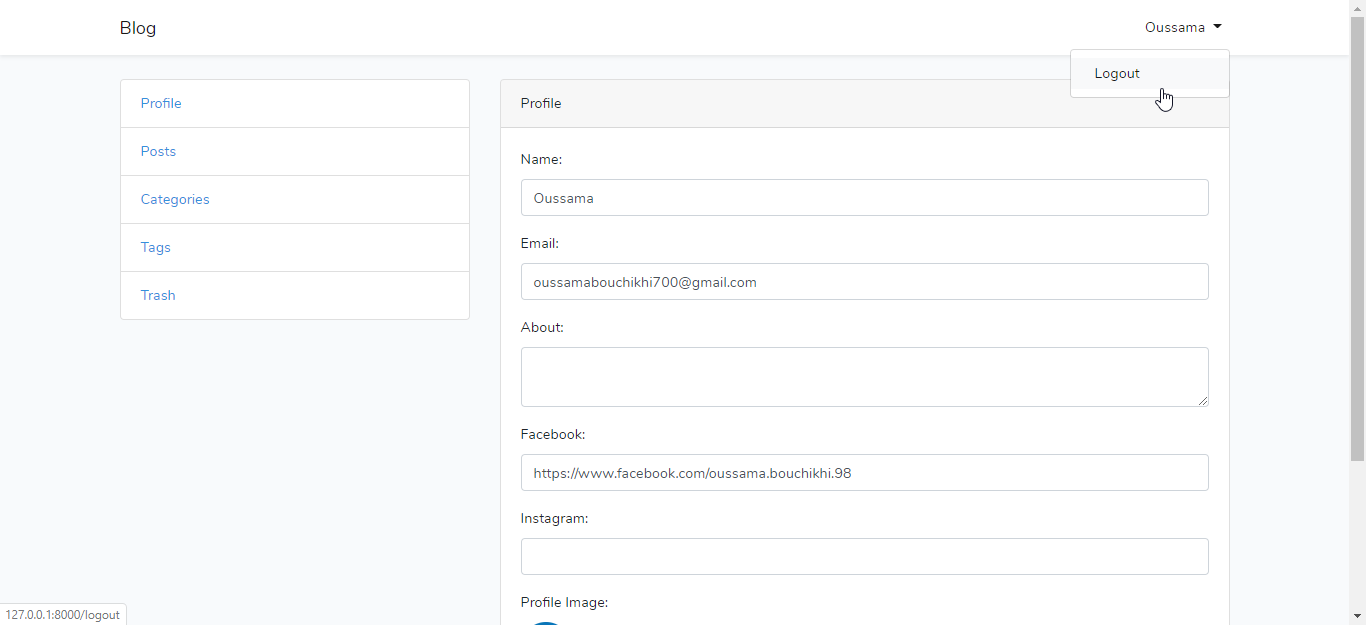 Blog
Oussama
Logout
Profile
Posts
Categories
Tags
Trash
Profile
Name:
Oussama
Email:
oussamabouchikhi700@gmail.com
About:
Facebook:
https://www.facebook.com/oussama.bouchikhi.98
Instagram:
Profile Image:
127.0.0.1:8000/logout